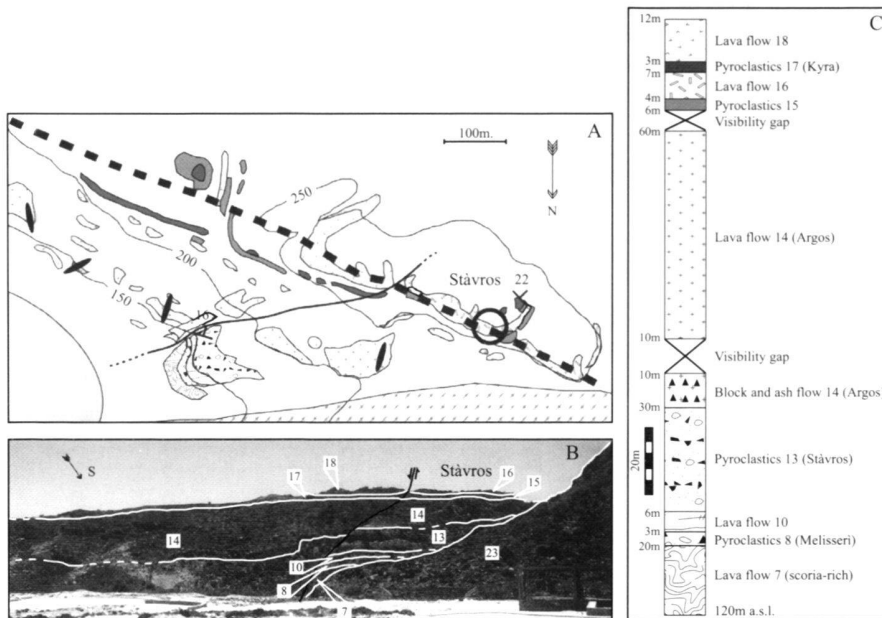 A
100m.
N
250
200
150
16
Stàvros
22
B
S
Stàvros
18
17
16
15
14
14
13
23
10
8
7
C
12m
Lava flow 18
3m
Pyroclastics 17 (Kyra)
7m
Lava flow 16
4m
Pyroclastics 15
6m
Visibility gap
60m
Lava flow 14 (Argos)
10m
Visibility gap
10m
Block and ash flow 14 (Argos
30m
20m
Pyroclastics 13 (Stàvros)
6m
Lava flow 10
3m
Pyroclastics 8 (Melisseri)
20m
Lava flow 7 (scoria-rich)
120m a.s.l.